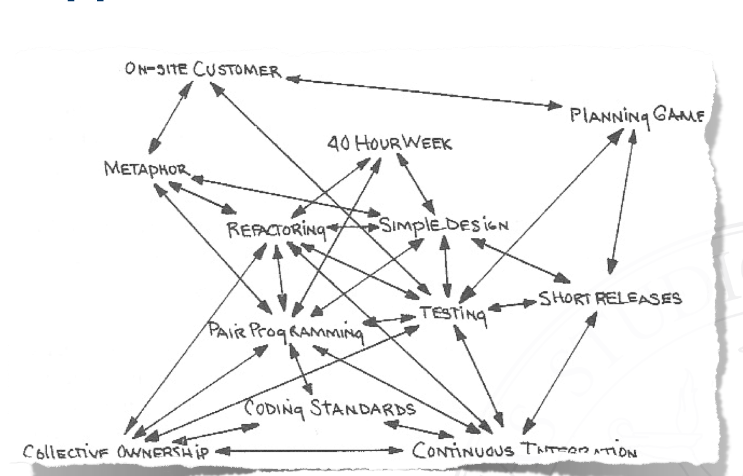 ON-SITE CUSTOMER
PLANNING GAME
40 HOUR WEEK
METAPHOR
REFACTORING
SIMPLE DESIGN
SHORT RELEASES
TESTING
PAIR PROGRAMMING
CODING STANDARDS
COLLECTIVE OWNERSHIP
CONTINUOUS INTEGRATION